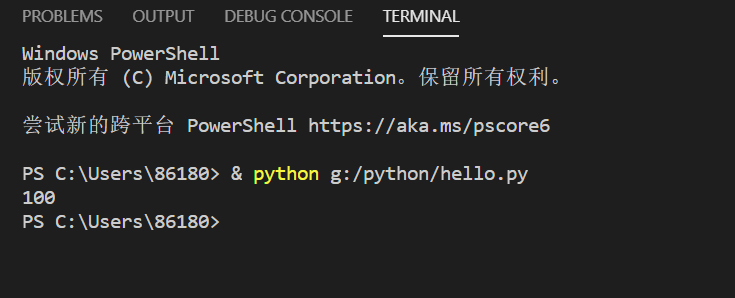 PROBLEMS OUTPUT DEBUG CONSOLE TERMINAL
Windows PowerShell
版权所有 (C) Microsoft Corporation。保留所有权利。
尝试新的跨平台 PowerShell https://aka.ms/pscore6
PS C:\Users\86180> & python g:/python/hello.py
100
PS C:\Users\86180>